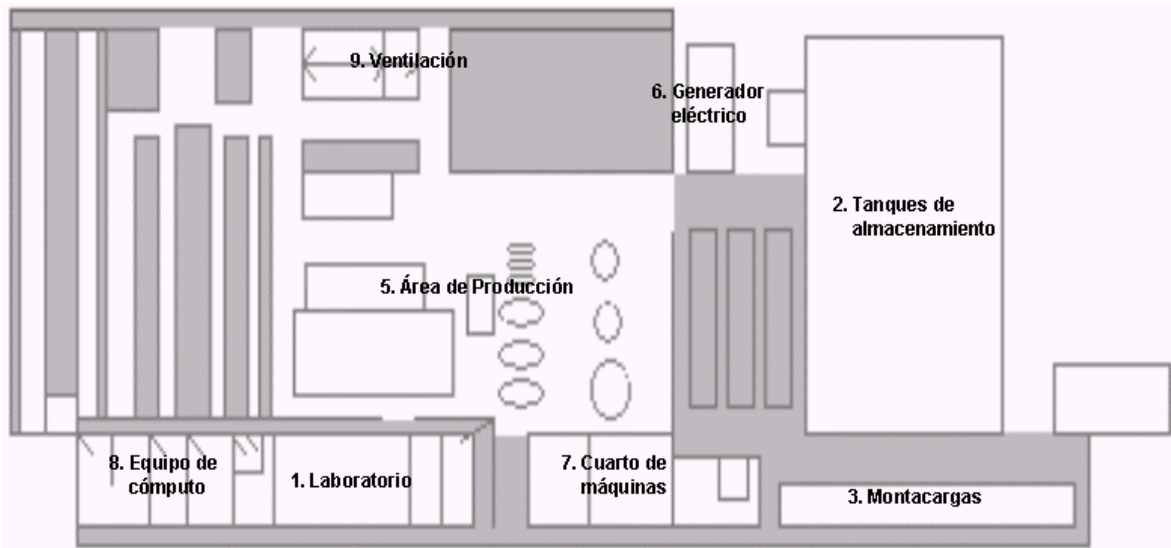 9. Ventilación
6. Generador
eléctrico
2. Tanques de
almacenamiento
5. Área de Producción
8. Equipo de
cómputo
1. Laboratorio
7. Cuarto de
máquinas
3. Montacargas